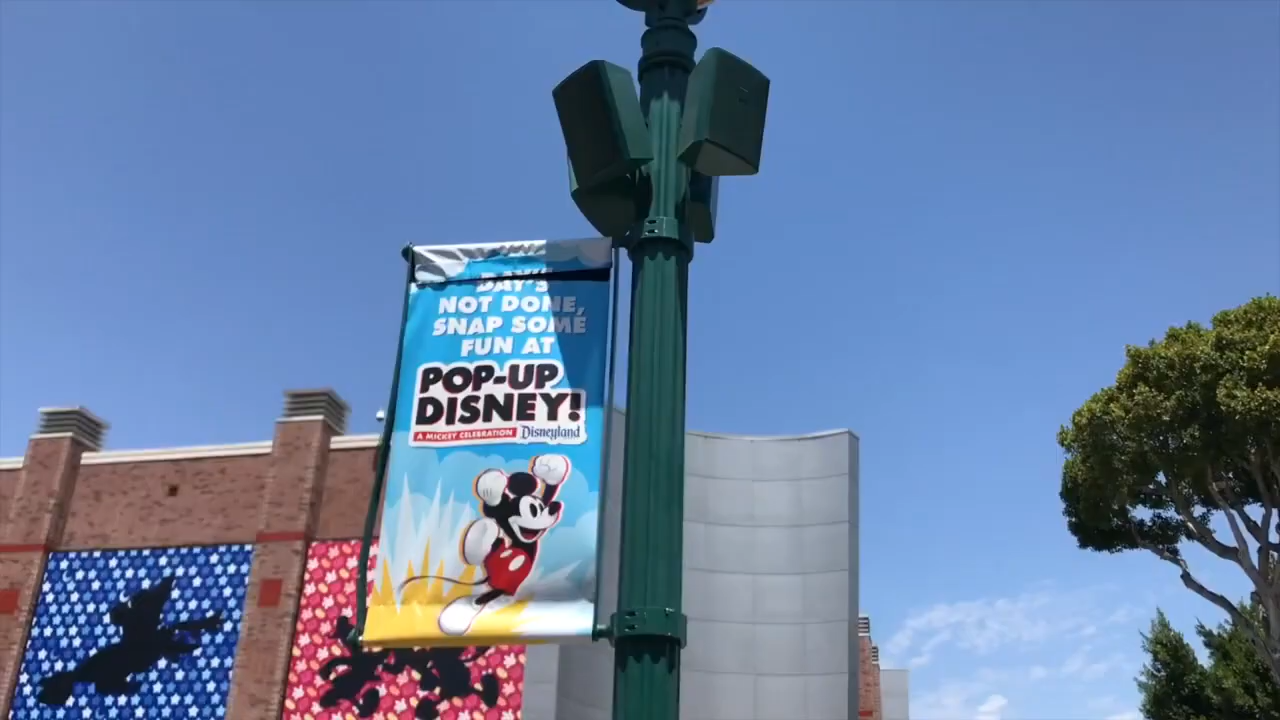 DAY'S
NOT DONE,
SNAP SOME
FUN AT
POP-UP
DISNEY!
A MICKEY CELEBRATION Disneyland